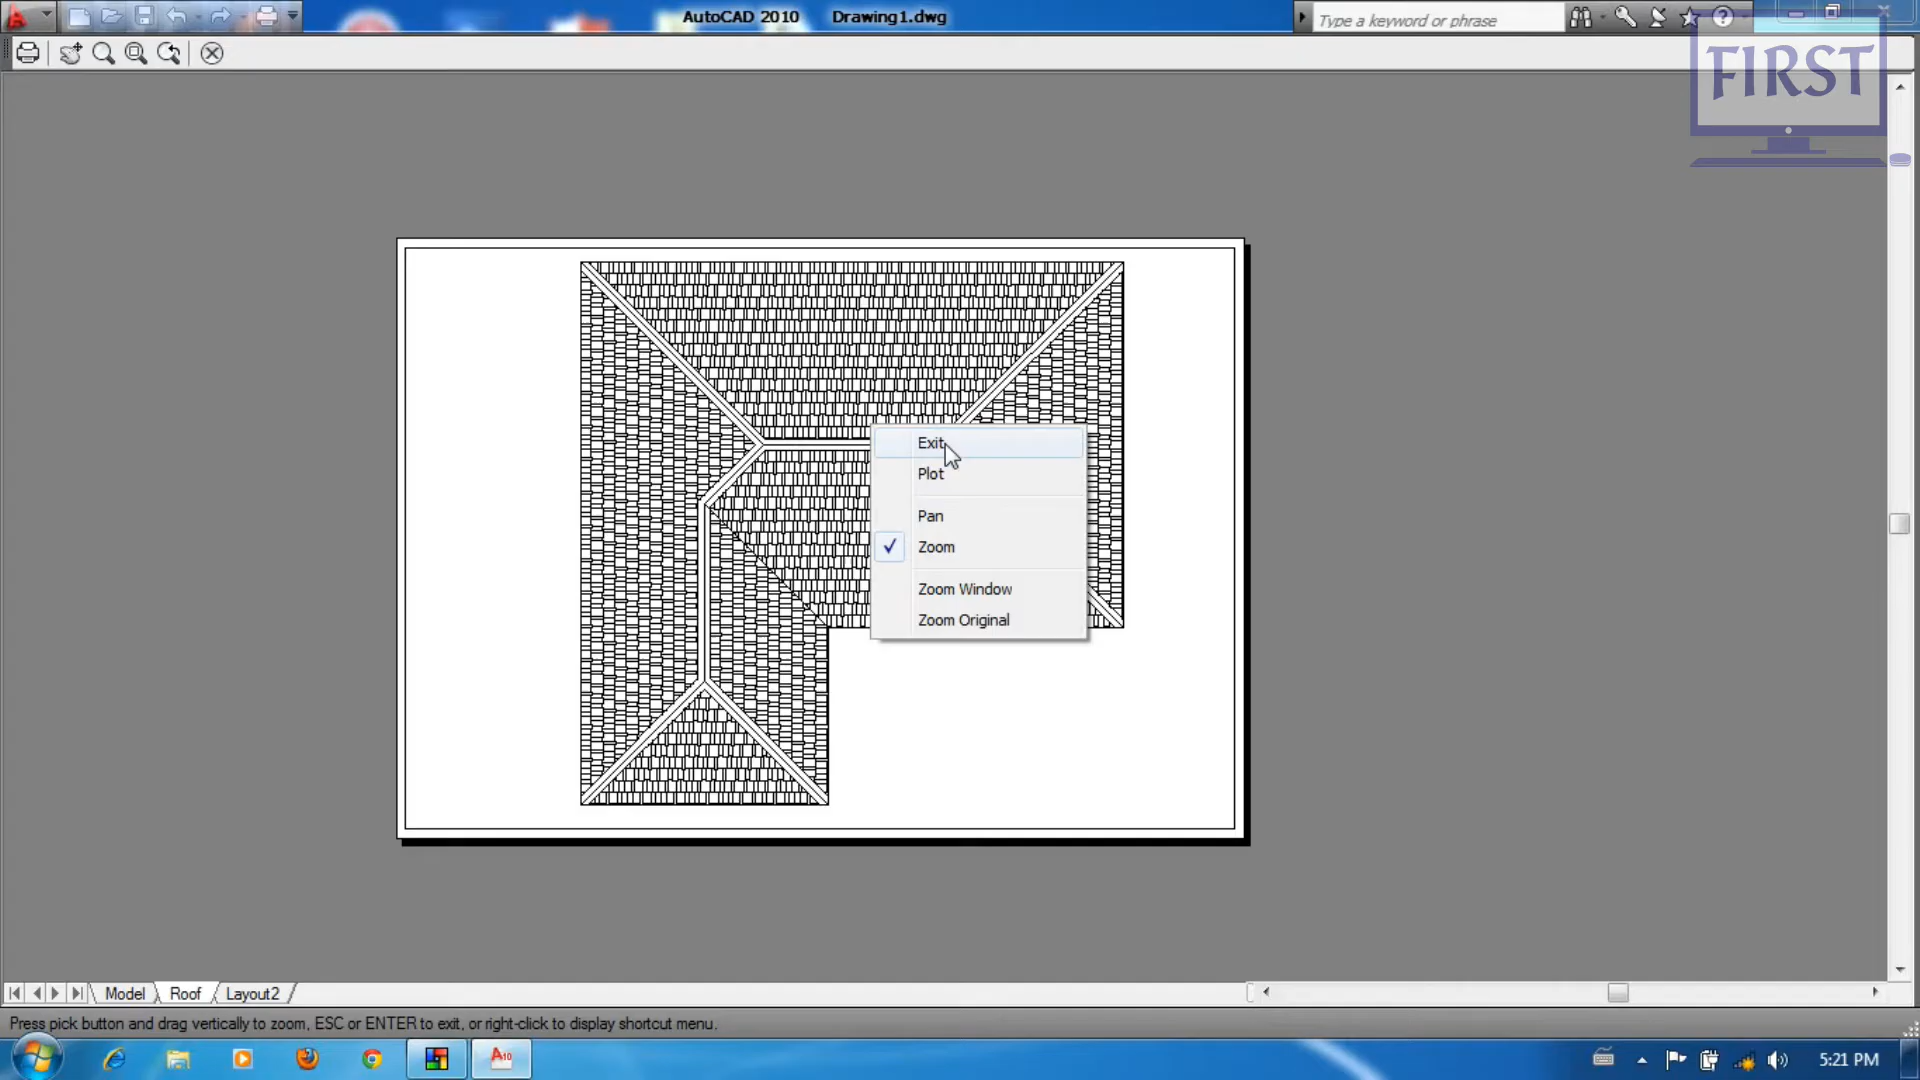 AutoCAD 2010 Drawing1.dwg
Type a keyword or phrase
FIRST
Exit
Plot
Pan
Zoom
Zoom Window
Zoom Original
Model Roof Layout2
Press pick button and drag vertically to zoom, ESC or ENTER to exit, or right-click to display shortcut menu.
A10
5:21 PM